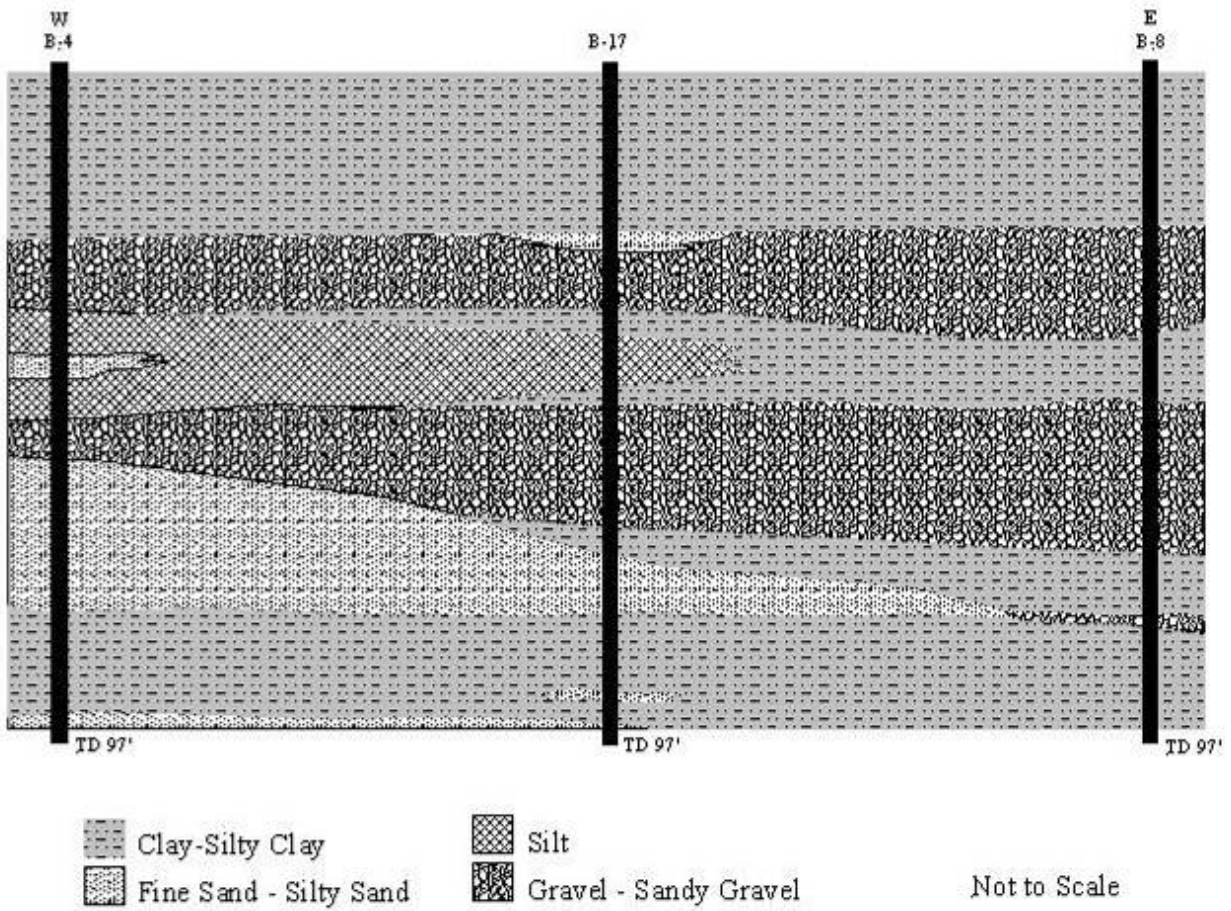 W
B-4
B-17
E
B-8
TD 97'
TD 97'
TD 97'
Clay-Silty Clay
Silt
Fine Sand - Silty Sand
Gravel - Sandy Gravel
Not to Scale